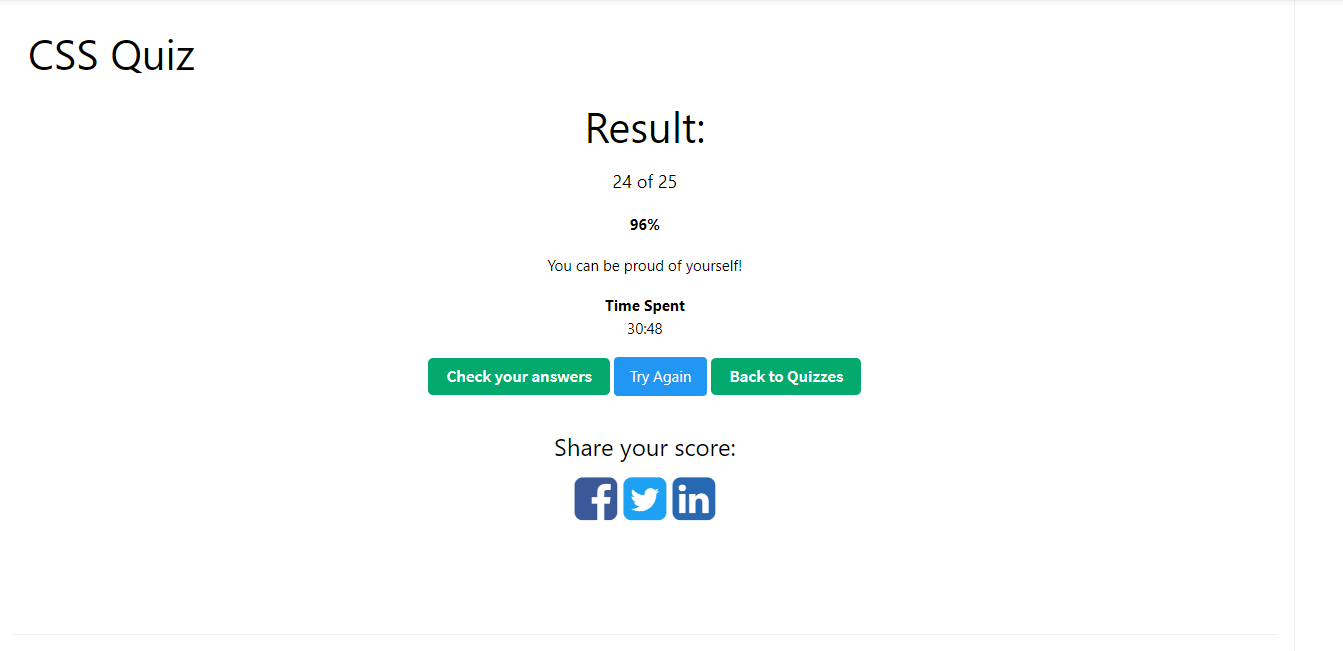 CSS Quiz
Result:
24 of 25
96%
You can be proud of yourself!
Time Spent
30:48
Check your answers Try Again Back to Quizzes
Share your score:
f in